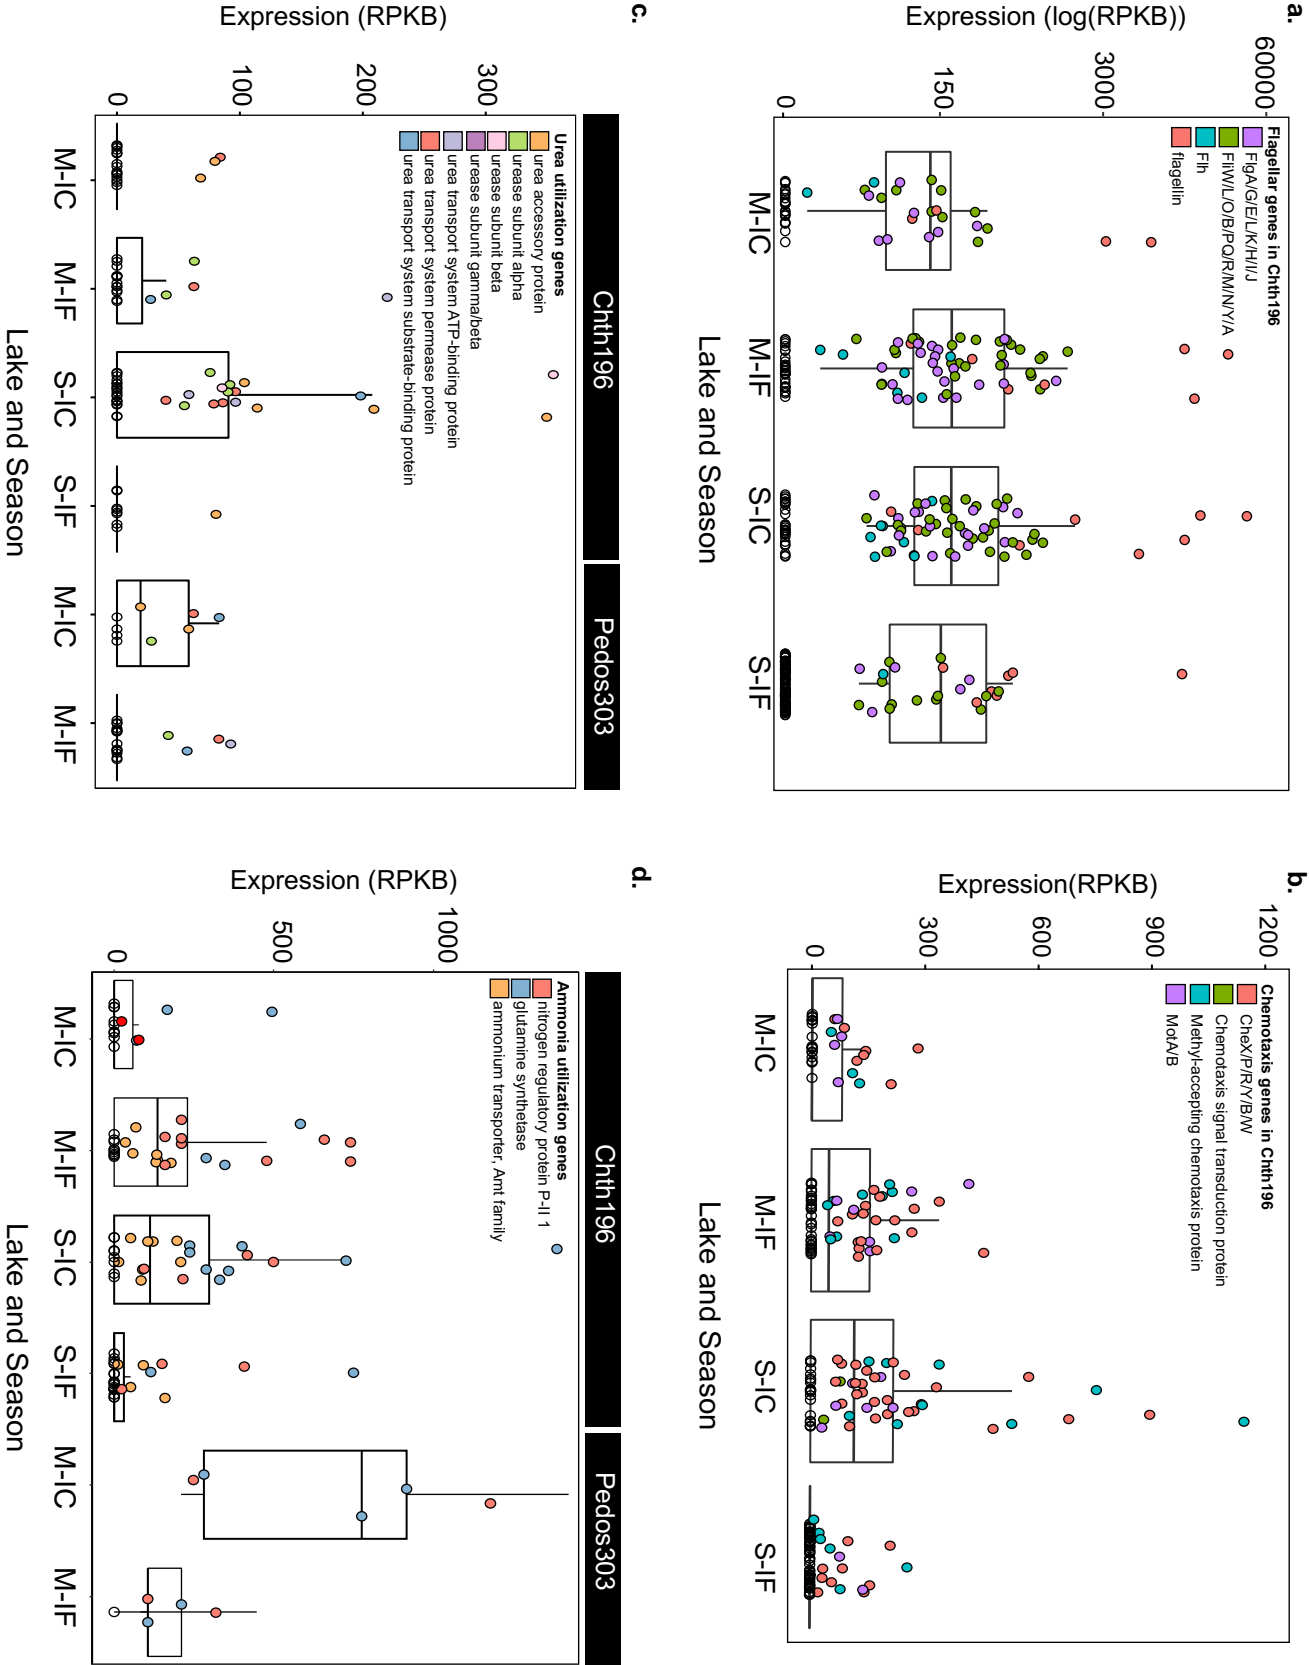 a.
Expression (log(RPKB))
60000
3000
150
0
Flagellar genes in Chth196
FlgA/G/E/L/K/H/I/J
FliW/L/O/B/PQ/R/M/N/Y/A
Flh
flagellin
M-IC
M-IF
S-IC
S-IF
Lake and Season
b.
Expression(RPKB)
1200
900
600
300
0
Chemotaxis genes in Chth196
CheX/P/R/Y/B/W
Chemotaxis signal transduction protein
Methyl-accepting chemotaxis protein
MotA/B
M-IC
M-IF
S-IC
S-IF
Lake and Season
c.
Expression (RPKB)
300
200
100
0
Chth196
Pedos303
Urea utilization genes
urea accessory protein
urease subunit alpha
urease subunit beta
urease subunit gamma/beta
urea transport system ATP-binding protein
urea transport system permease protein
urea transport system substrate-binding protein
M-IC
M-IF
S-IC
S-IF
M-IC
M-IF
Lake and Season
d.
Expression (RPKB)
1000
500
0
Chth196
Pedos303
Ammonia utilization genes
nitrogen regulatory protein P-II 1
glutamine synthetase
ammonium transporter, Amt family
M-IC
M-IF
S-IC
S-IF
M-IC
M-IF
Lake and Season